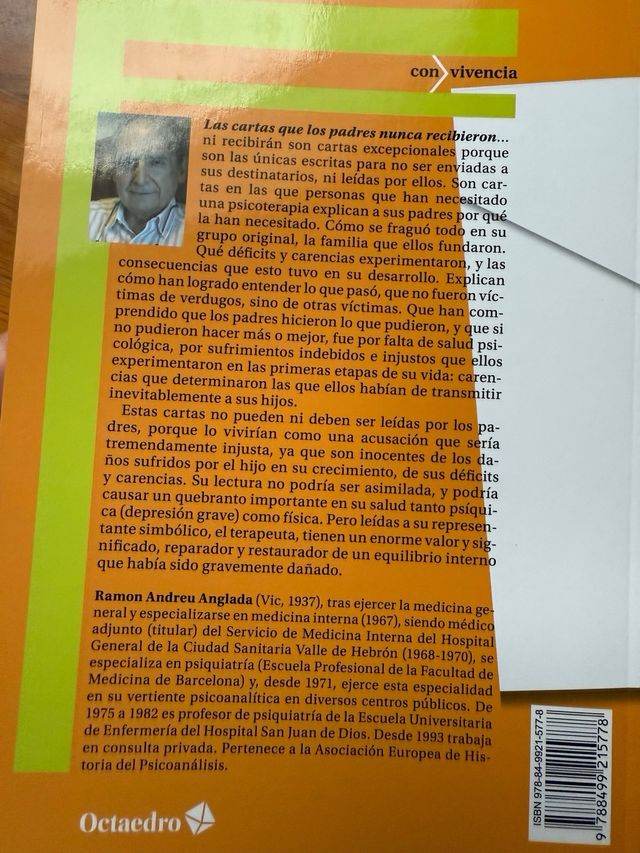 con vivencia
Las cartas que los padres nunca recibieron...
ni recibirán son cartas excepcionales porque
son las únicas escritas para no ser enviadas a
sus destinatarios, ni leídas por ellos. Son car-
tas en las que personas que han necesitado
una psicoterapia explican a sus padres por qué
la han necesitado. Cómo se fraguó todo en su
grupo original, la familia que ellos fundaron.
Qué déficits y carencias experimentaron, y las
consecuencias que esto tuvo en su desarrollo. Explican
cómo han logrado entender lo que pasó, que no fueron víc-
timas de verdugos, sino de otras víctimas. Que han com-
prendido que los padres hicieron lo que pudieron, y que si
no pudieron hacer más o mejor, fue por falta de salud psi-
cológica, por sufrimientos indebidos e injustos que ellos
experimentaron en las primeras etapas de su vida: caren-
cias que determinaron las que ellos habían de transmitir
inevitablemente a sus hijos.
Estas cartas no pueden ni deben ser leídas por los pa-
dres, porque lo vivirían como una acusación que sería
tremendamente injusta, ya que son inocentes de los da-
ños sufridos por el hijo en su crecimiento, de sus déficits
y carencias. Su lectura no podría ser asimilada, y podría
causar un quebranto importante en su salud tanto psíqui-
ca (depresión grave) como física. Pero leídas a su represen-
tante simbólico, el terapeuta, tienen un enorme valor y sig-
nificado, reparador y restaurador de un equilibrio interno
que había sido gravemente dañado.
Ramon Andreu Anglada (Vic, 1937), tras ejercer la medicina ge-
neral y especializarse en medicina interna (1967), siendo médico
adjunto (titular) del Servicio de Medicina Interna del Hospital
General de la Ciudad Sanitaria Valle de Hebrón (1968-1970), se
especializa en psiquiatría (Escuela Profesional de la Facultad de
Medicina de Barcelona) y, desde 1971, ejerce esta especialidad
en su vertiente psicoanalítica en diversos centros públicos. De
1975 a 1982 es profesor de psiquiatría de la Escuela Universitaria
de Enfermería del Hospital San Juan de Dios. Desde 1993 trabaja
en consulta privada. Pertenece a la Asociación Europea de His-
toria del Psicoanálisis.
Octaedro
ISBN 978-84-9921-577-8
9 788499 215778